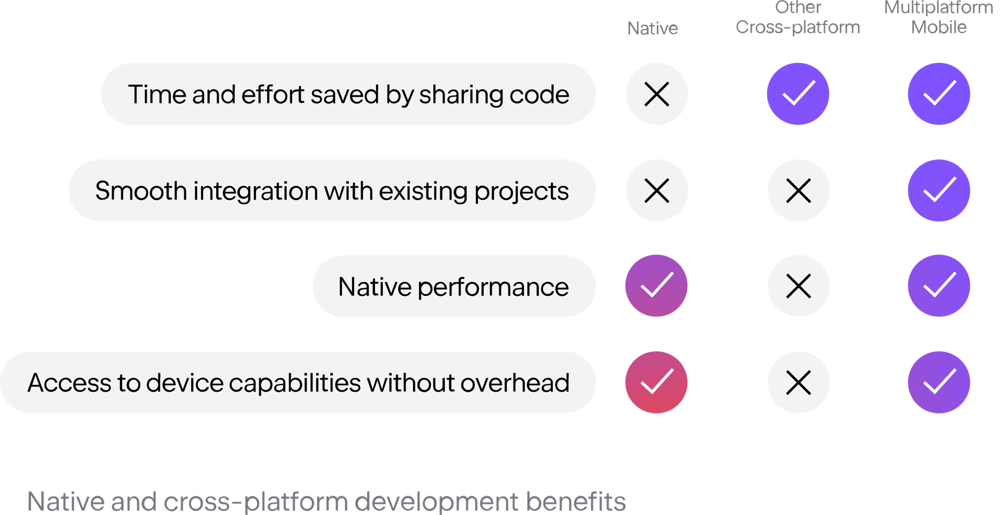 Native
Other
Cross-platform
Multiplatform
Mobile
Time and effort saved by sharing code
Smooth integration with existing projects
Native performance
Access to device capabilities without overhead
Native and cross-platform development benefits